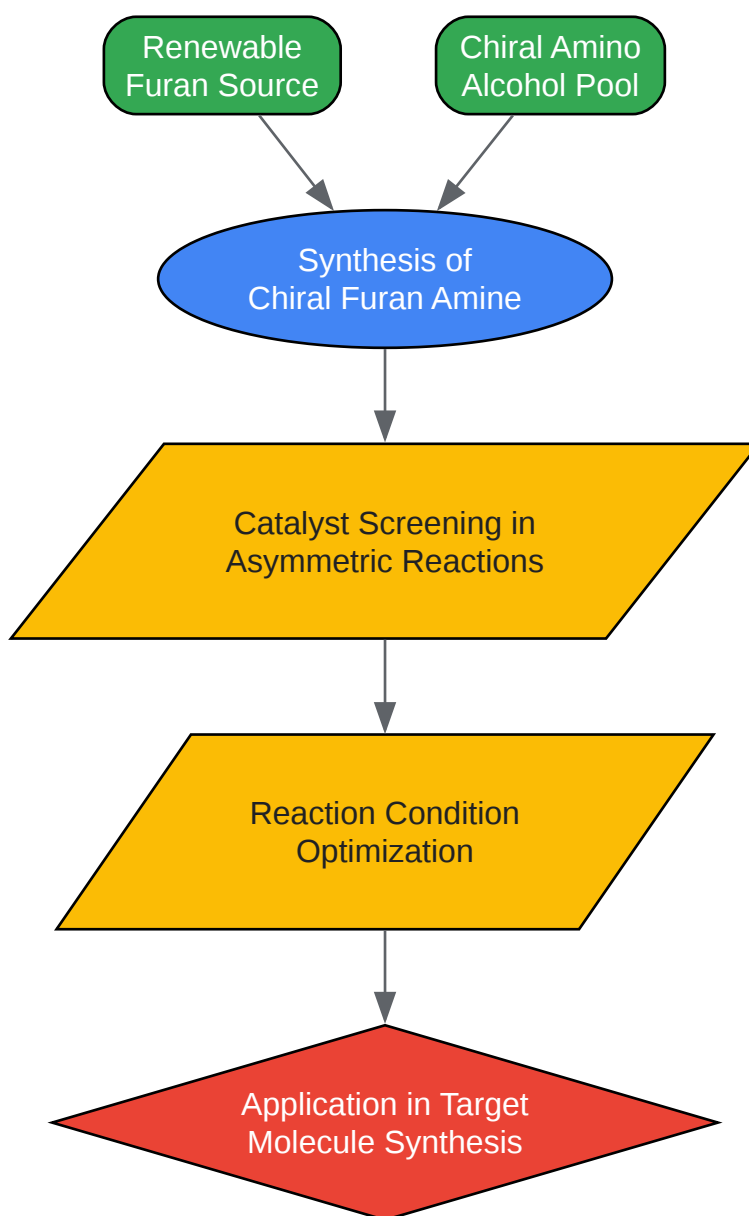 Renewable
Furan Source
Chiral Amino
Alcohol Pool
Synthesis of
Chiral Furan Amine
Catalyst Screening in
Asymmetric Reactions
Reaction Condition
Optimization
Application in Target
Molecule Synthesis